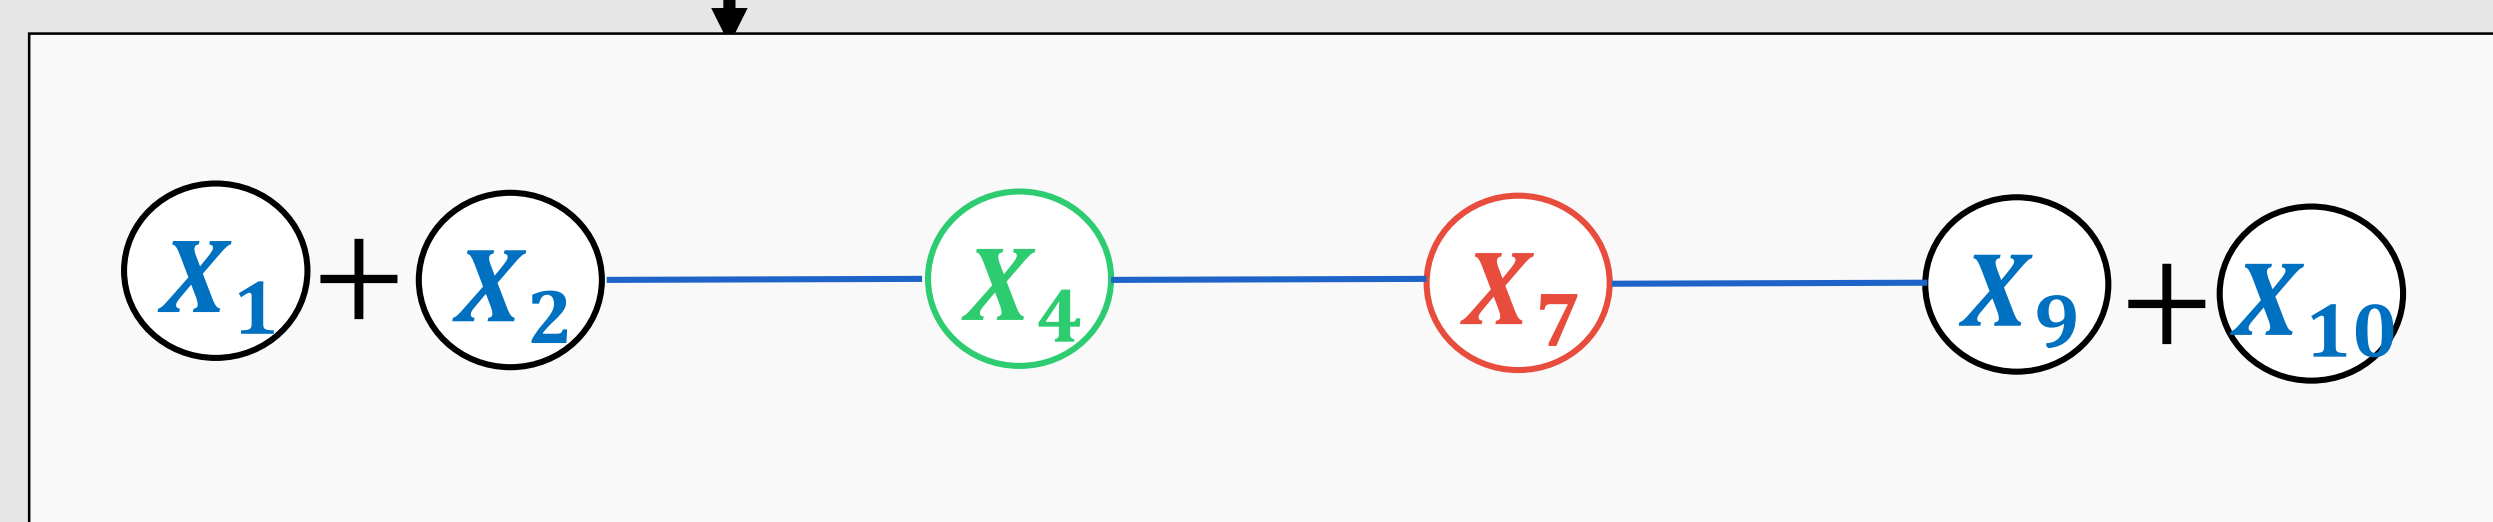 X₁ + X₂ X₄ X₇ X₉ + X₁₀